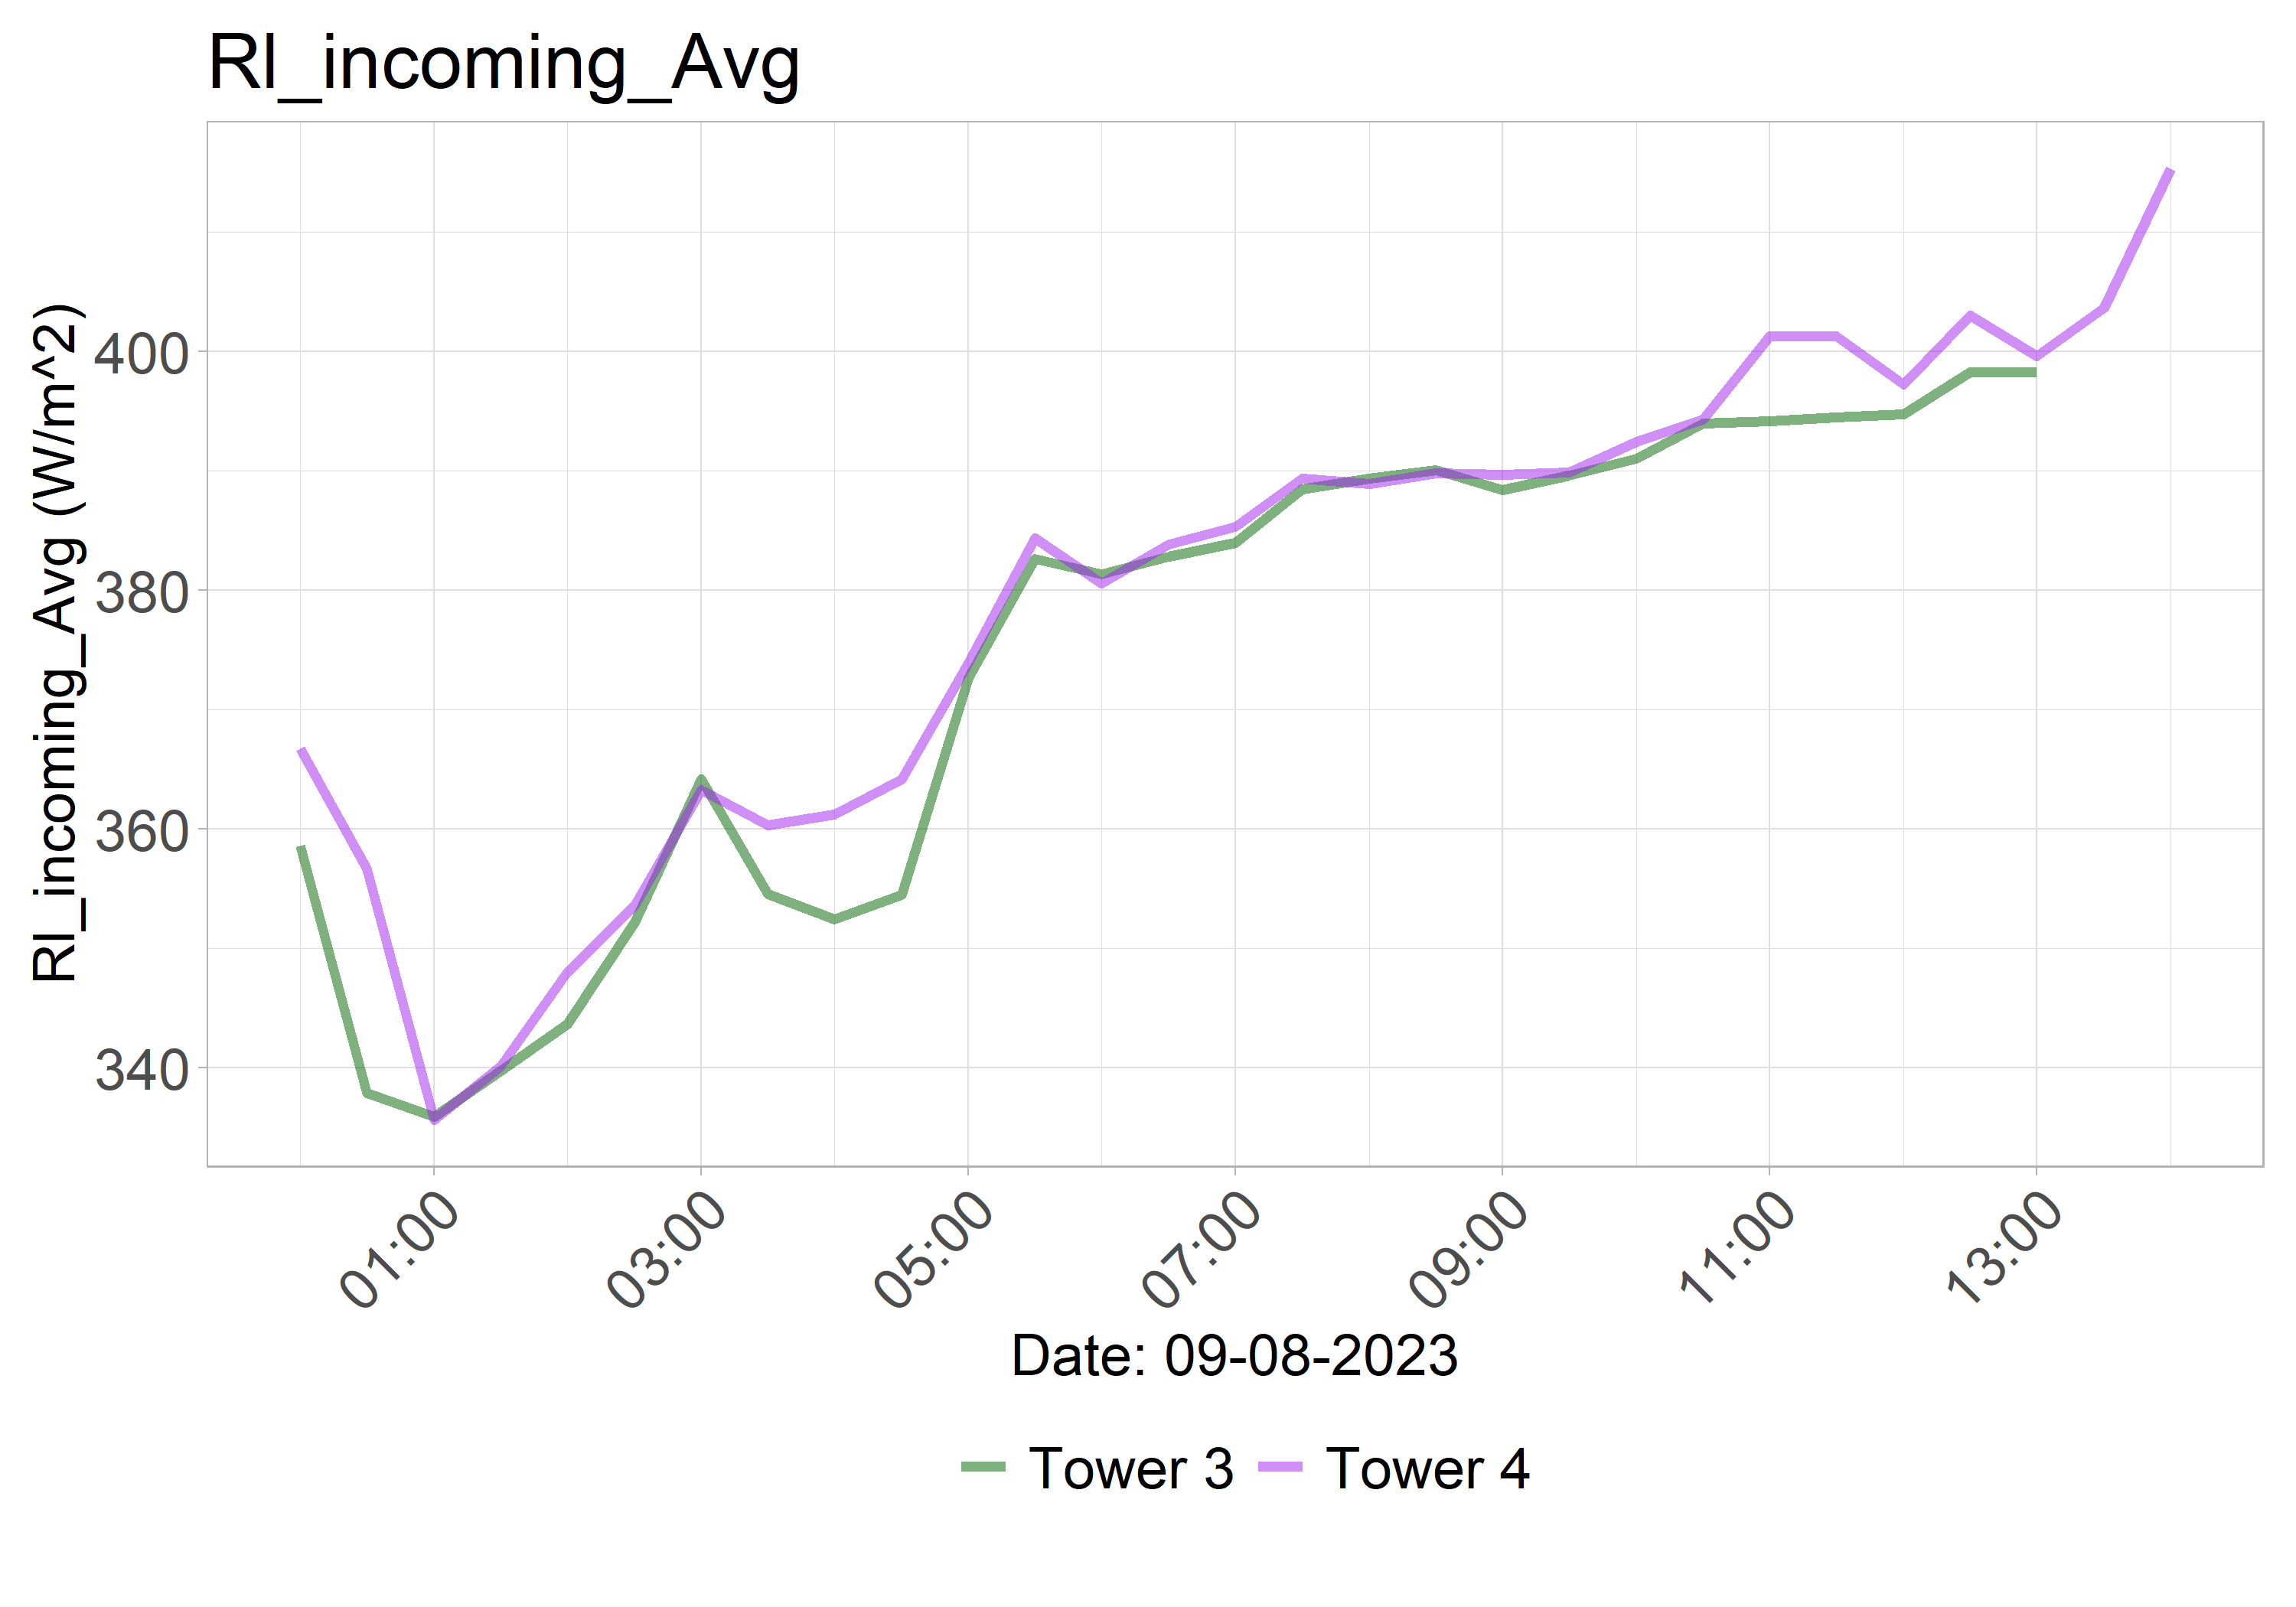 Rl_incoming_Avg
Rl_incoming_Avg (W/m^2)
400
380
360
340
01:00
03:00
05:00
07:00
09:00
11:00
13:00
Date: 09-08-2023
Tower 3
Tower 4